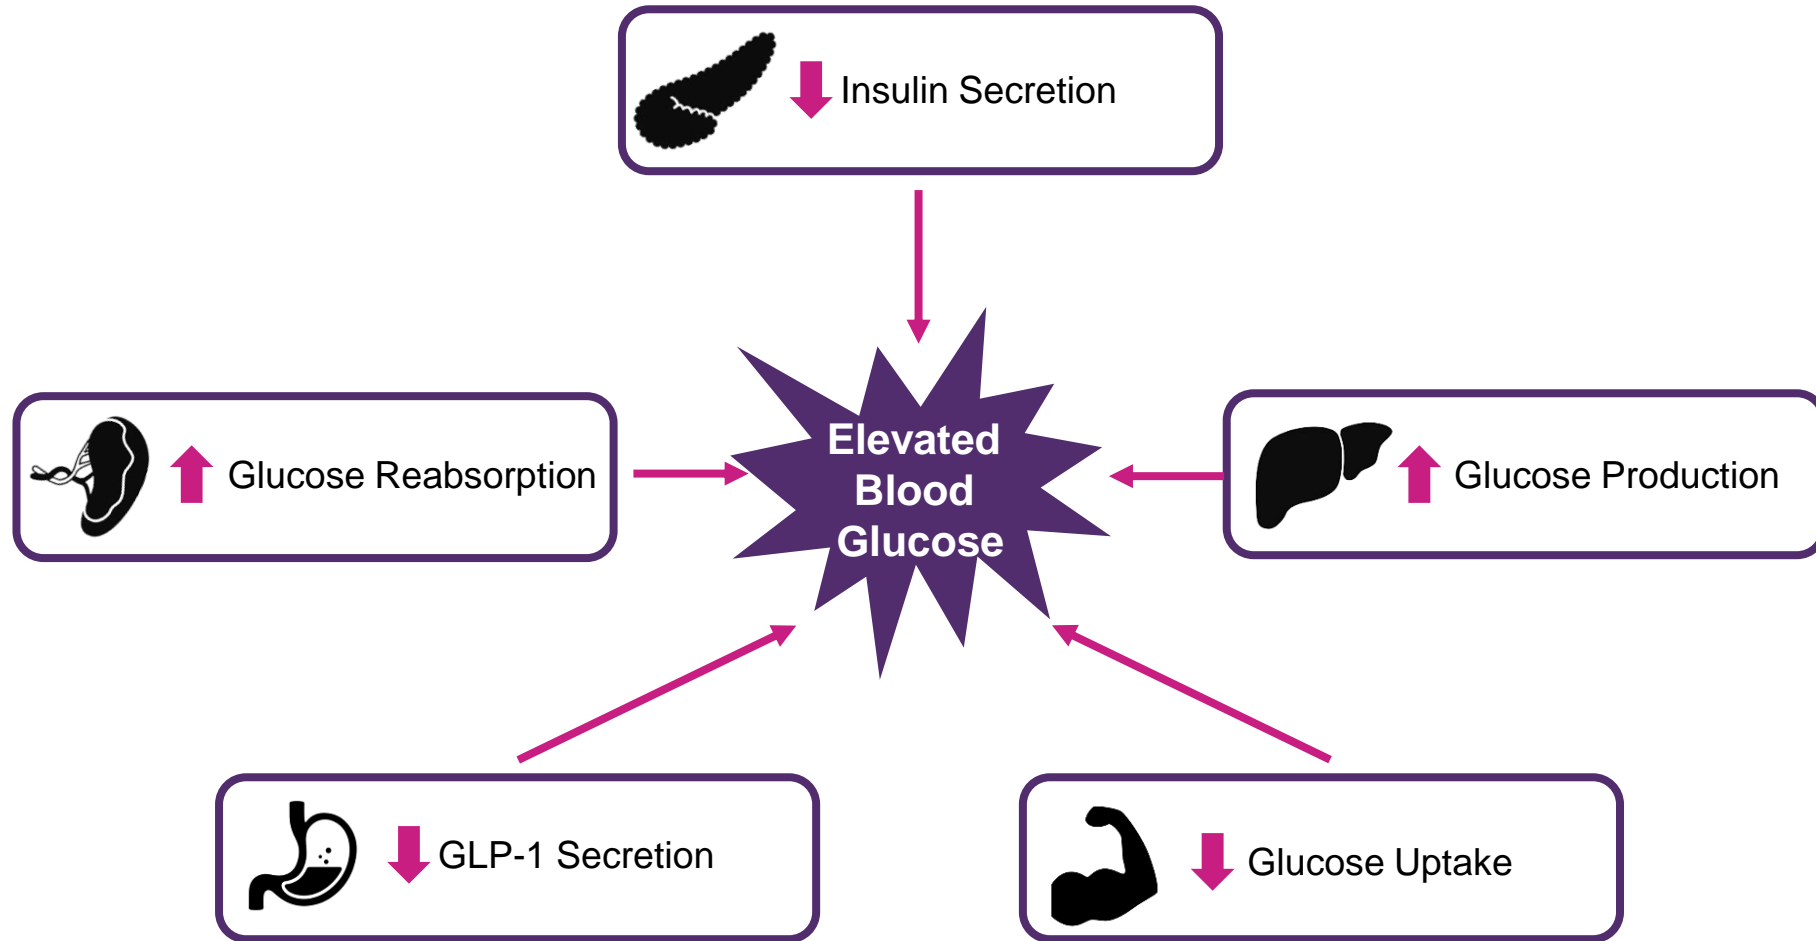 Insulin Secretion
Glucose Reabsorption
Elevated
Blood
Glucose
Glucose Production
GLP-1 Secretion
Glucose Uptake